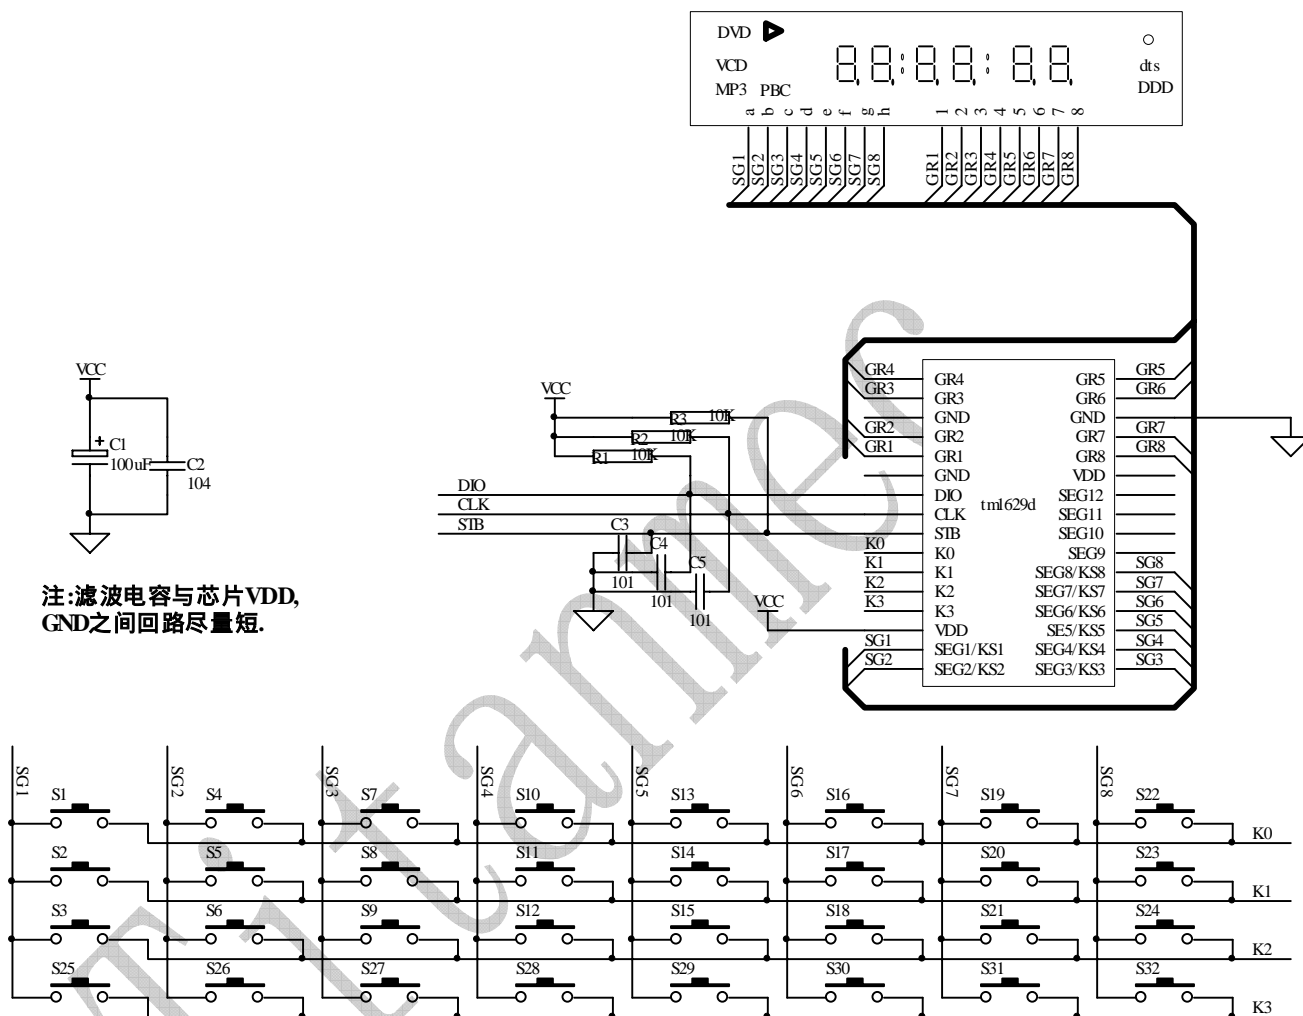 DVD
VCD
MP3 PBC
dts
DDD
a b c d e f g h 1 2 3 4 5 6 7 8
SG1 SG2 SG3 SG4 SG5 SG6 SG7 SG8 GR1 GR2 GR3 GR4 GR5 GR6 GR7 GR8
VCC
C1
100uF
C2
104
注:滤波电容与芯片VDD,
GND之间回路尽量短.
VCC
R3 10K
R2 10K
R1 10K
DIO
CLK
STB
C3
101
C4
101
C5
101
VCC
tm1629d
GR4 GR4 GR5 GR5
GR3 GR3 GR6 GR6
GND GND
GR2 GR2 GR7 GR7
GR1 GR1 GR8 GR8
GND VDD
DIO SEG12
CLK SEG11
STB SEG10
K0 K0 SEG9
K1 K1 SEG8/KS8 SG8
K2 K2 SEG7/KS7 SG7
K3 K3 SEG6/KS6 SG6
VDD SE5/KS5 SG5
SG1 SEG1/KS1 SEG4/KS4 SG4
SG2 SEG2/KS2 SEG3/KS3 SG3
SG1 SG2 SG3 SG4 SG5 SG6 SG7 SG8
S1 S4 S7 S10 S13 S16 S19 S22 K0
S2 S5 S8 S11 S14 S17 S20 S23 K1
S3 S6 S9 S12 S15 S18 S21 S24 K2
S25 S26 S27 S28 S29 S30 S31 S32 K3